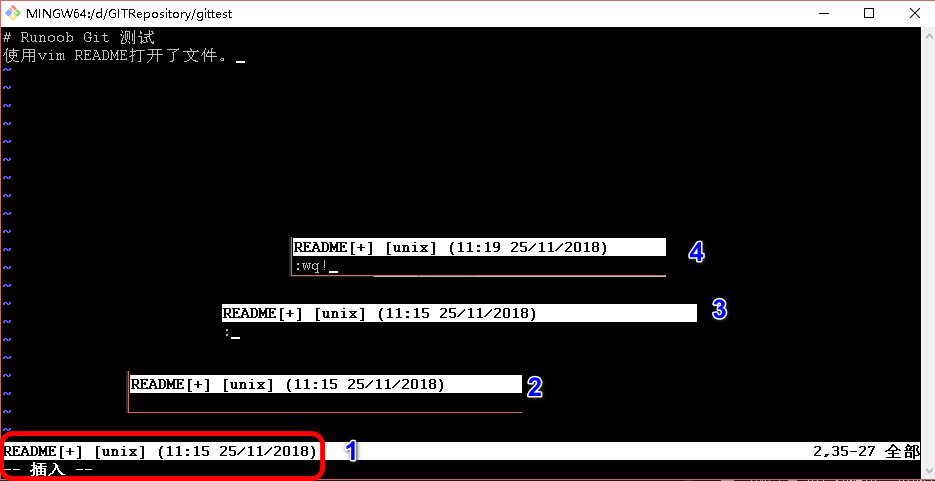 MINGW64:/d/GITRepository/gittest
# Runoob Git 测试
使用vim README打开了文件。
~
~
~
~
~
~
~
~
~
README[+] [unix] (11:19 25/11/2018) 4
:wq!
~
~
~
README[+] [unix] (11:15 25/11/2018) 3
:
~
~
~
README[+] [unix] (11:15 25/11/2018) 2
~
~
~
README[+] [unix] (11:15 25/11/2018) 1 2,35-27 全部
-- 插入 --